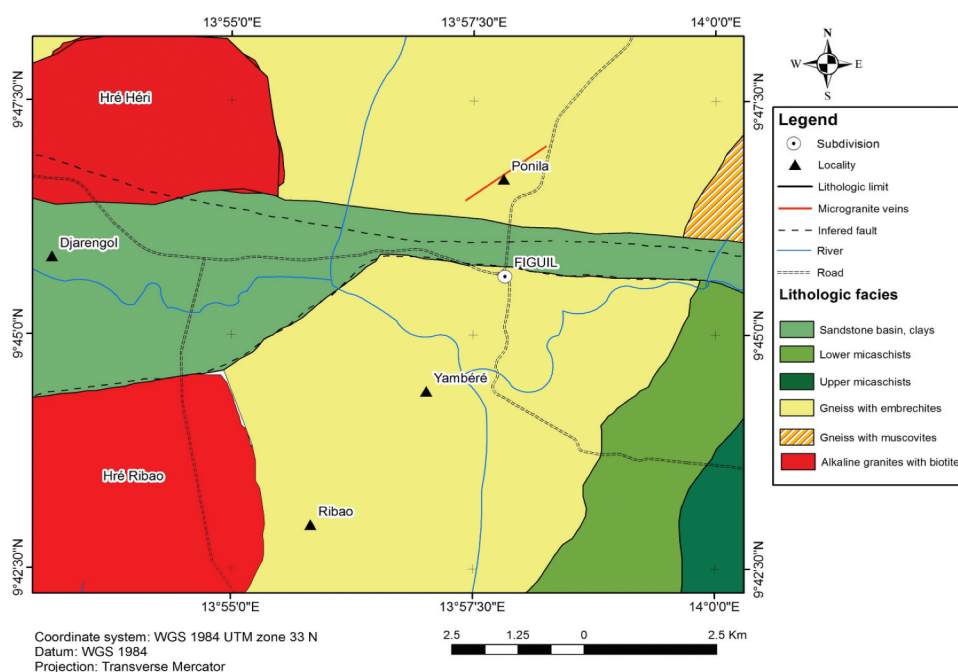 13°55'0"E
13°57'30"E
14°0'0"E
N
W
E
S
9°47'30"N
9°47'30"N
Hré Héri
Ponila
Djarengol
FIGUIL
9°45'0"N
9°45'0"N
Yambéré
Hré Ribao
Ribao
9°42'30"N
9°42'30"N
13°55'0"E
13°57'30"E
14°0'0"E
Legend
Subdivision
Locality
Lithologic limit
Microgranite veins
Infered fault
River
Road
Lithologic facies
Sandstone basin, clays
Lower micaschists
Upper micaschists
Gneiss with embrechites
Gneiss with muscovites
Alkaline granites with biotite
Coordinate system: WGS 1984 UTM zone 33 N
Datum: WGS 1984
Projection: Transverse Mercator
2.5 1.25 0 2.5 Km